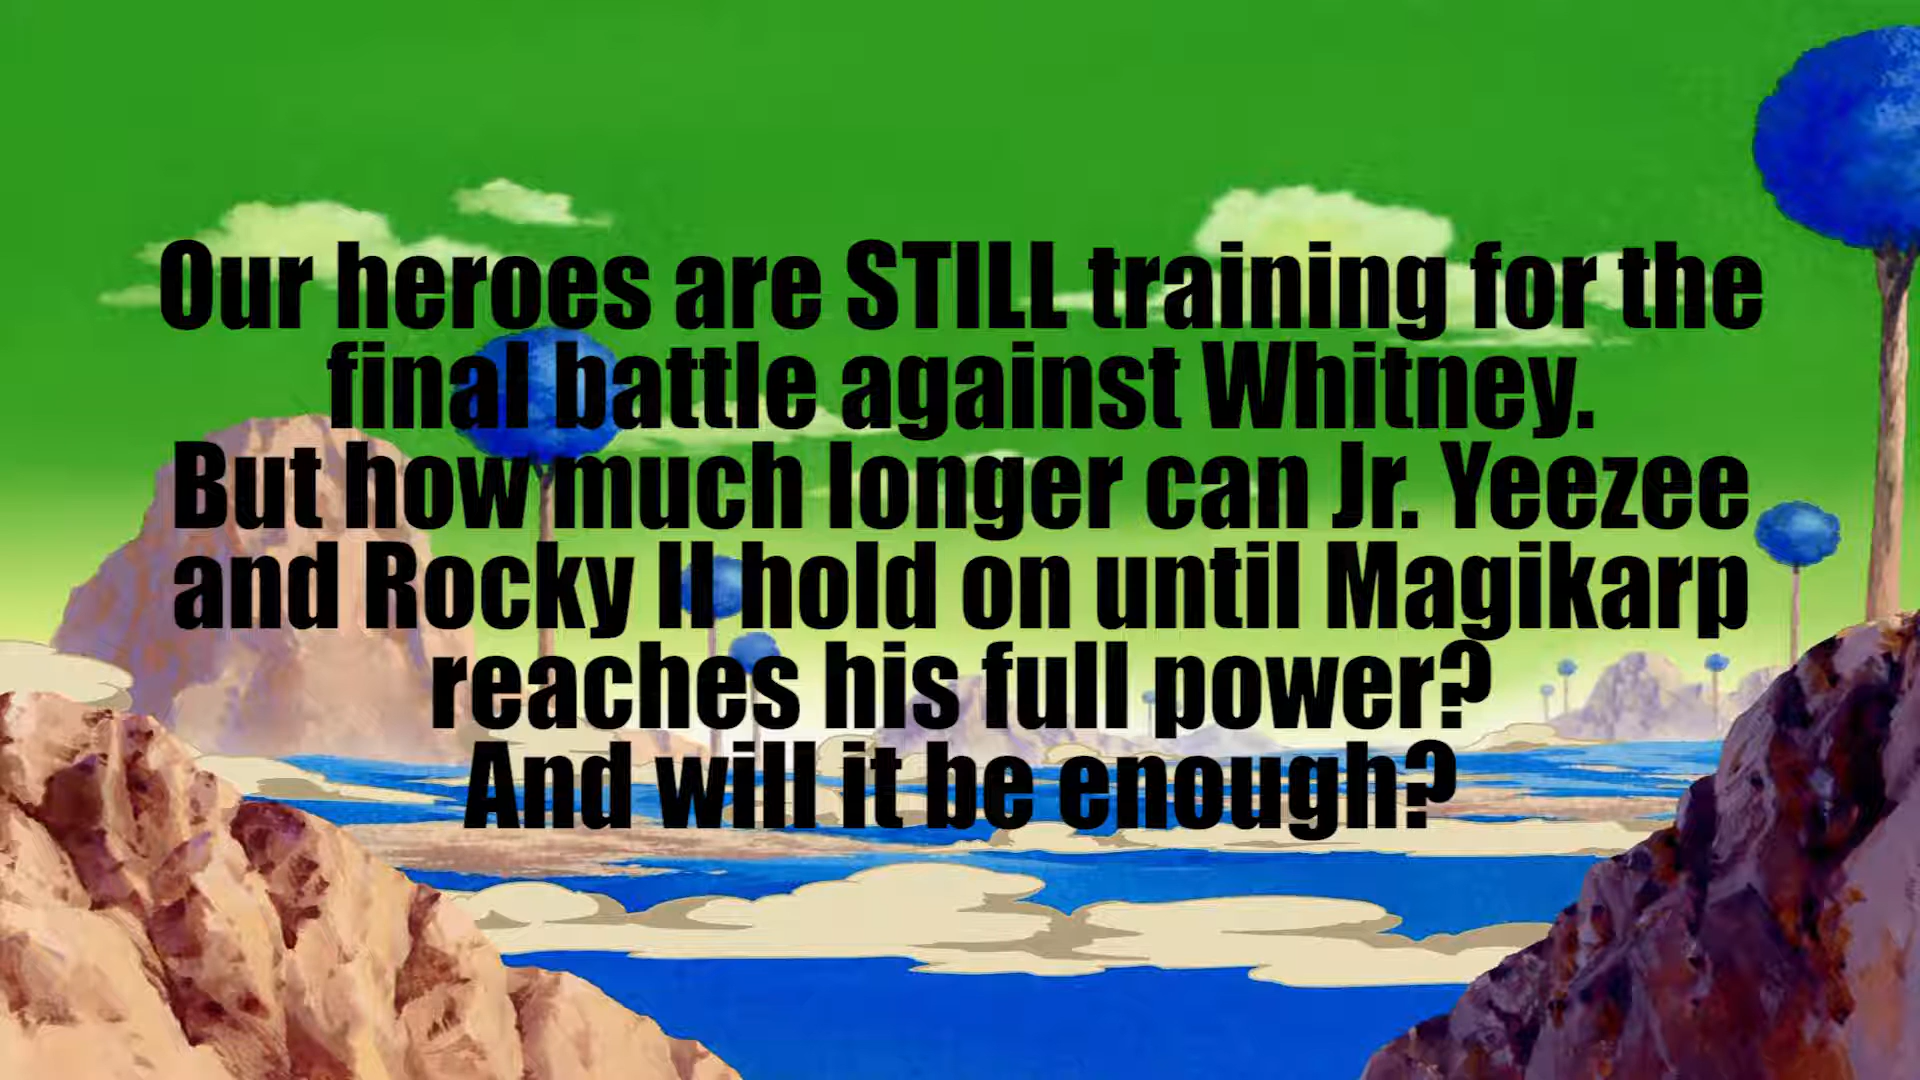 Our heroes are STILL training for the
final battle against Whitney.
But how much longer can Jr. Yeezee
and Rocky II hold on until Magikarp
reaches his full power?
And will it be enough?